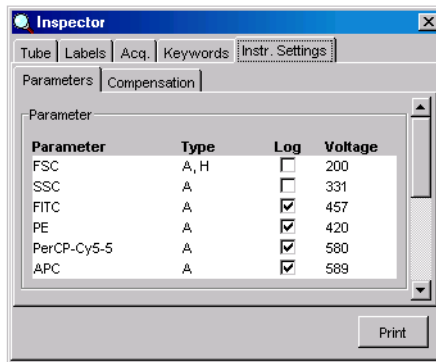 Inspector
Tube Labels Acq. Keywords Instr. Settings
Parameters Compensation
Parameter
Parameter Type Log Voltage
FSC A, H 200
SSC A 331
FITC A 457
PE A 420
PerCP-Cy5-5 A 580
APC A 589
Print